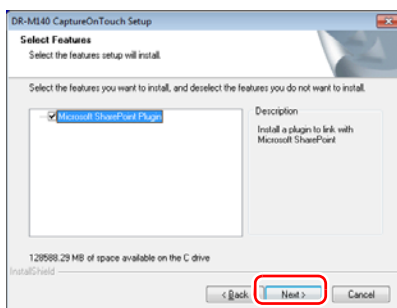 DR-M140 CaptureOnTouch Setup
Select Features
Select the features setup will install.
Select the features you want to install, and deselect the features you do not want to install.
Microsoft SharePoint Plugin
Description
Install a plugin to link with
Microsoft SharePoint
128588.29 MB of space available on the C drive
InstallShield
< Back
Next >
Cancel